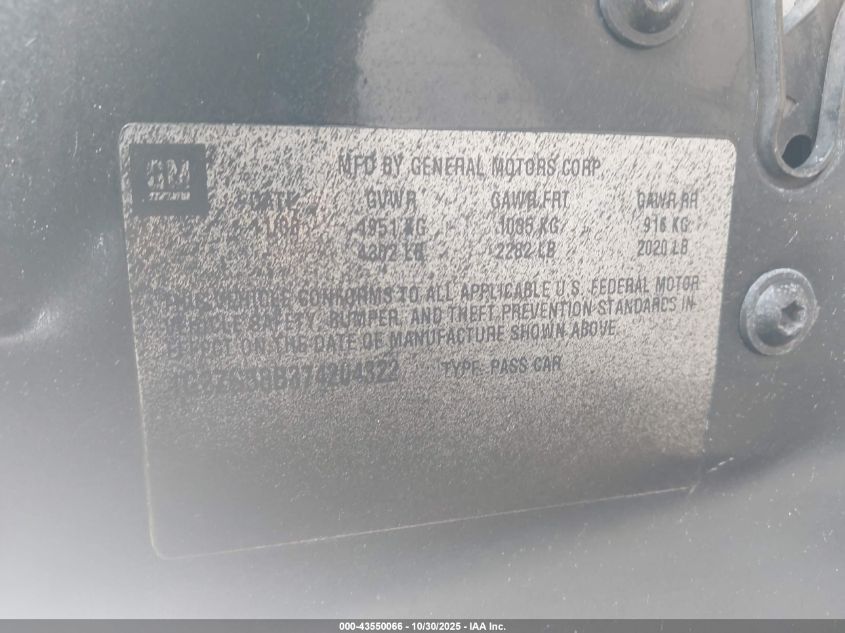 GM
MFD BY GENERAL MOTORS CORP
DATE GVWR GAWR FRT GAWR RR
1951 KG 1035 KG 916 KG
4302 LB 2282 LB 2020 LB
THIS VEHICLE CONFORMS TO ALL APPLICABLE U.S. FEDERAL MOTOR
VEHICLE SAFETY, BUMPER, AND THEFT PREVENTION STANDARDS IN
EFFECT ON THE DATE OF MANUFACTURE SHOWN ABOVE.
TYPE: PASS CAR
000-43550066 - 10/30/2025 - IAA Inc.